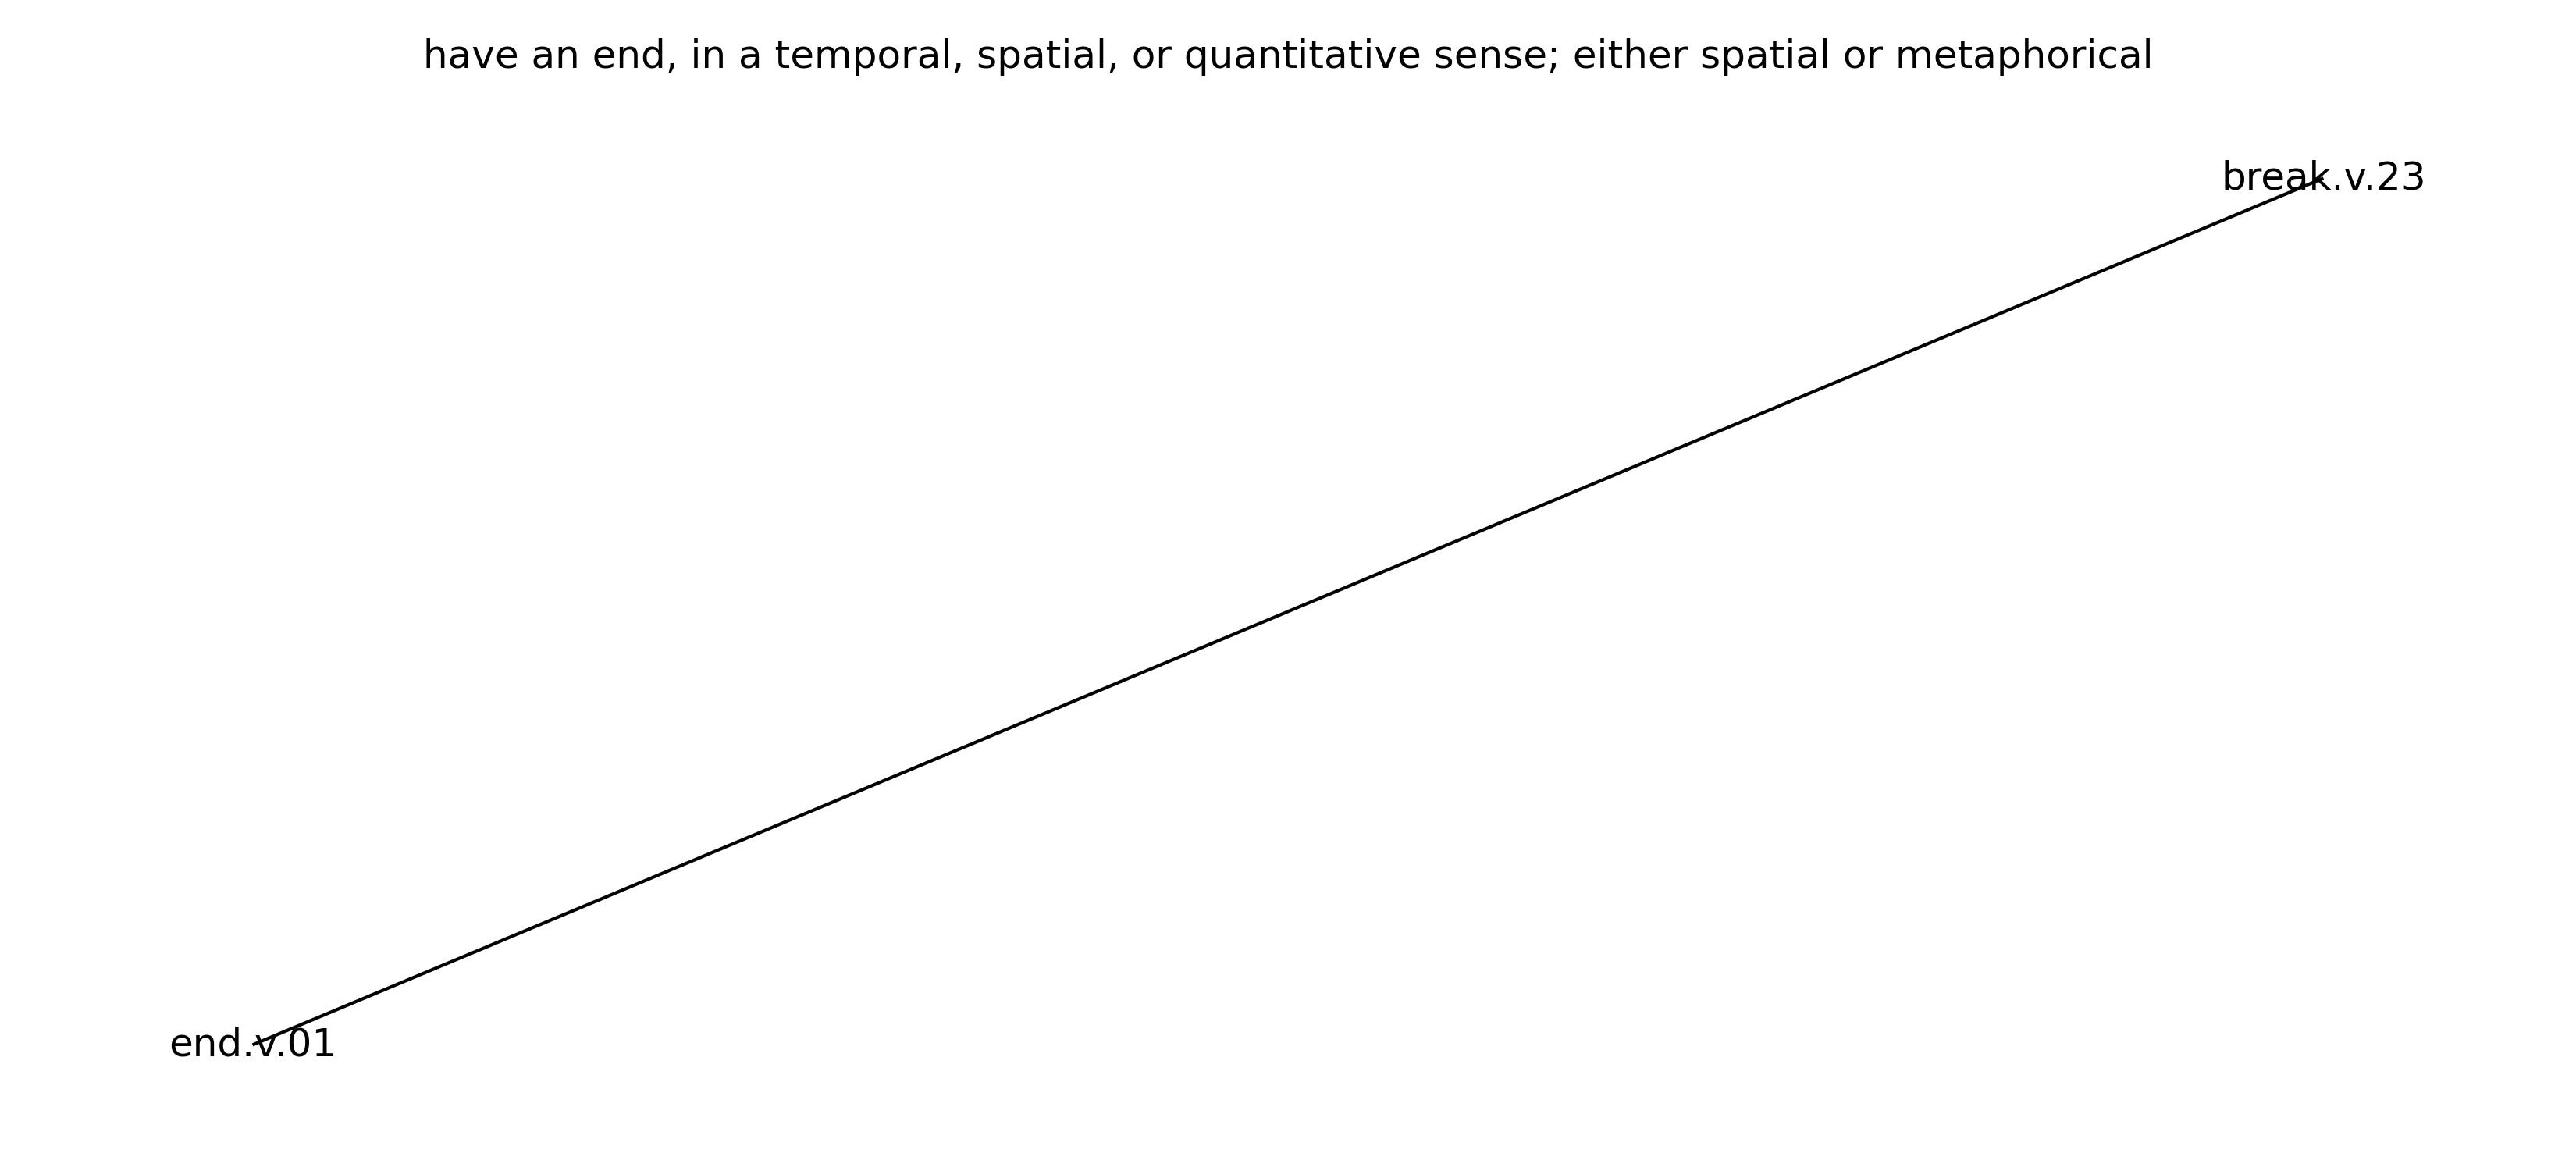 have an end, in a temporal, spatial, or quantitative sense; either spatial or metaphorical
break.v.23
end.v.01